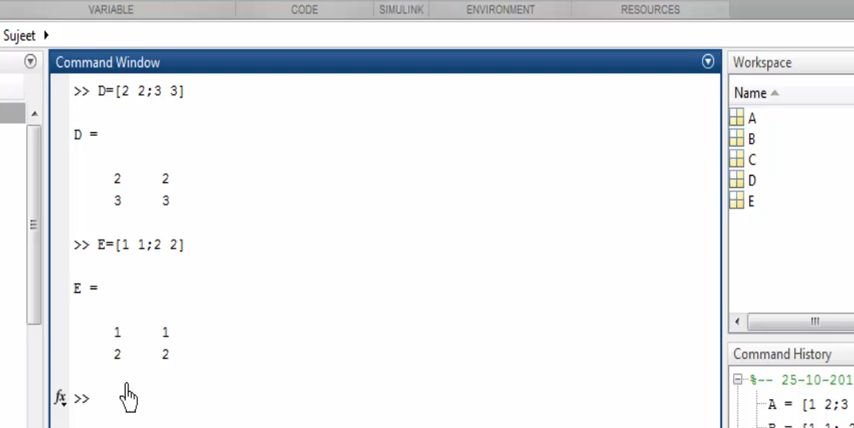 VARIABLE CODE SIMULINK ENVIRONMENT RESOURCES
Sujeet
Command Window
>> D=[2 2;3 3]
D =
2 2
3 3
>> E=[1 1;2 2]
E =
1 1
2 2
fx >>
Workspace
Name
A
B
C
D
E
Command History
%-- 25-10-201
A = [1 2;3